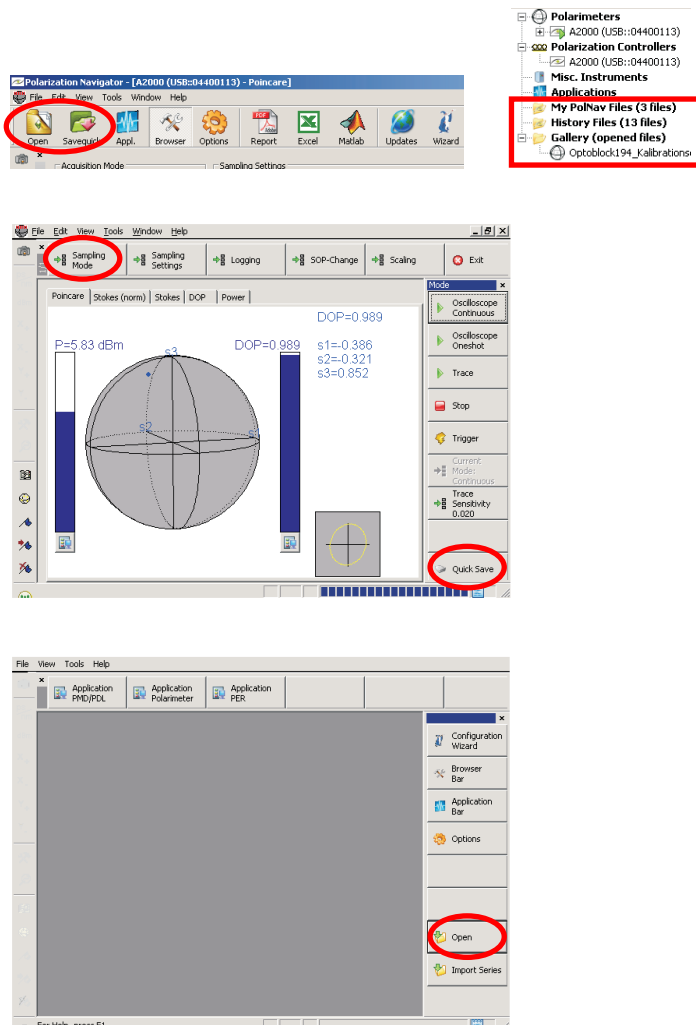 Polarimeters
A2000 (USB::04400113)
Polarization Controllers
A2000 (USB::04400113)
Misc. Instruments
Applications
My PolNav Files (3 files)
History Files (13 files)
Gallery (opened files)
Optoblock194_Kalibrations
Polarization Navigator - [A2000 (USB::04400113) - Poincare]
File Edit View Tools Window Help
Open Savequick Appl. Browser Options Report Excel Matlab Updates Wizard
Acquisition Mode Sampling Settings
File Edit View Tools Window Help
Sampling Mode
Sampling Settings
Logging
SOP-Change
Scaling
Exit
Poincare Stokes (norm) Stokes DOP Power
Mode
DOP=0.989
P=5.83 dBm
DOP=0.989
s1=-0.386
s2=-0.321
s3=0.852
s3
s2
Oscilloscope
Continuous
Oscilloscope
Oneshot
Trace
Stop
Trigger
Current
Mode:
Continuous
Trace
Sensitivity
0.020
Quick Save
File View Tools Help
Application PMD/PDL
Application Polarimeter
Application PER
Configuration
Wizard
Browser
Bar
Application
Bar
Options
Open
Import Series
For Help, press F1